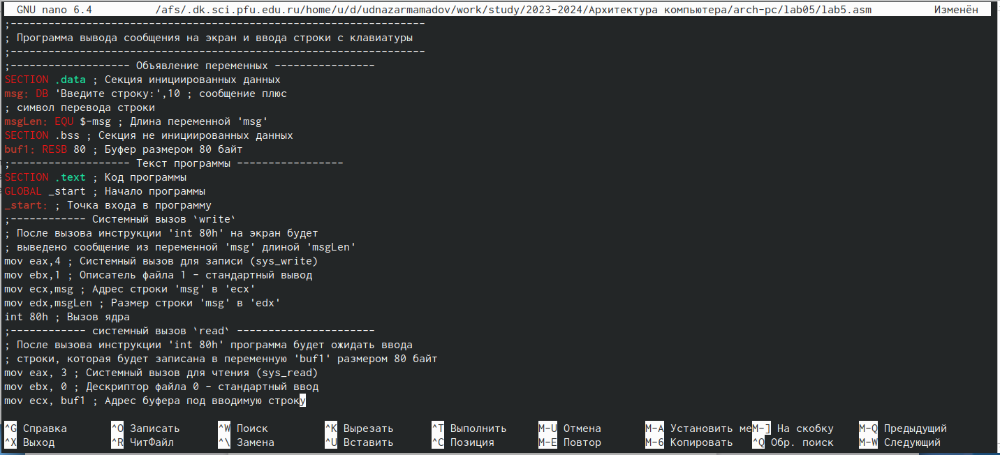 GNU nano 6.4 /afs/.dk.sci.pfu.edu.ru/home/u/d/udnazarmamadov/work/study/2023-2024/Архитектура компьютера/arch-pc/lab05/lab5.asm Изменён
;------------------------------------------------------------------
; Программа вывода сообщения на экран и ввода строки с клавиатуры
;------------------------------------------------------------------
;------------------- Объявление переменных ----------------
SECTION .data ; Секция инициированных данных
msg: DB 'Введите строку:',10 ; сообщение плюс
; символ перевода строки
msgLen: EQU $-msg ; Длина переменной 'msg'
SECTION .bss ; Секция не инициированных данных
buf1: RESB 80 ; Буфер размером 80 байт
;------------------- Текст программы -----------------
SECTION .text ; Код программы
GLOBAL _start ; Начало программы
_start: ; Точка входа в программу
;------------ Системный вызов `write`
; После вызова инструкции 'int 80h' на экран будет
; выведено сообщение из переменной 'msg' длиной 'msgLen'
mov eax,4 ; Системный вызов для записи (sys_write)
mov ebx,1 ; Описатель файла 1 - стандартный вывод
mov ecx,msg ; Адрес строки 'msg' в 'ecx'
mov edx,msgLen ; Размер строки 'msg' в 'edx'
int 80h ; Вызов ядра
;------------ системный вызов `read` ----------------------
; После вызова инструкции 'int 80h' программа будет ожидать ввода
; строки, которая будет записана в переменную 'buf1' размером 80 байт
mov eax, 3 ; Системный вызов для чтения (sys_read)
mov ebx, 0 ; Дескриптор файла 0 - стандартный ввод
mov ecx, buf1 ; Адрес буфера под вводимую строку
^G Справка ^O Записать ^W Поиск ^K Вырезать ^T Выполнить M-U Отмена M-A Установить ме M-] На скобку M-Q Предыдущий
^X Выход ^R ЧитФайл ^\ Замена ^U Вставить ^C Позиция M-E Повтор M-6 Копировать ^Q Обр. поиск M-W Следующий